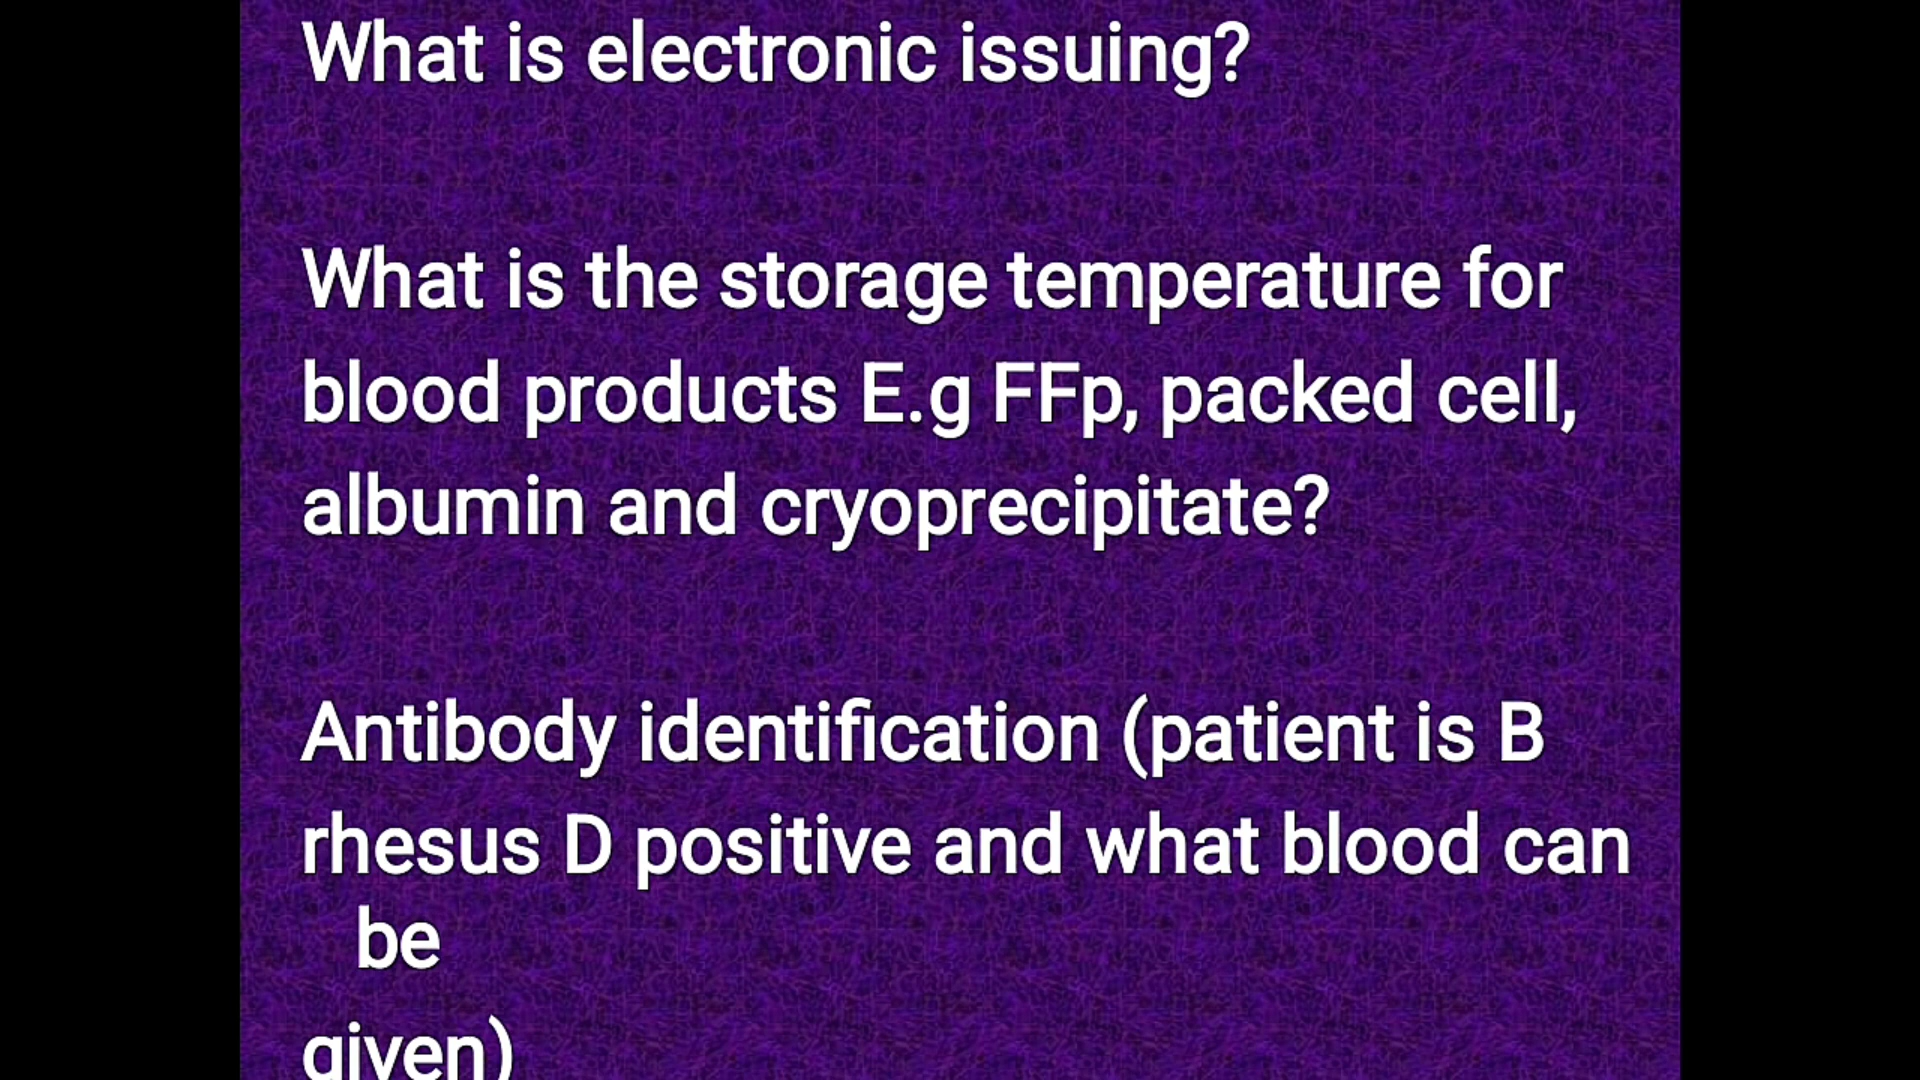 What is electronic issuing?
What is the storage temperature for
blood products E.g FFp, packed cell,
albumin and cryoprecipitate?
Antibody identification (patient is B
rhesus D positive and what blood can
be
given)